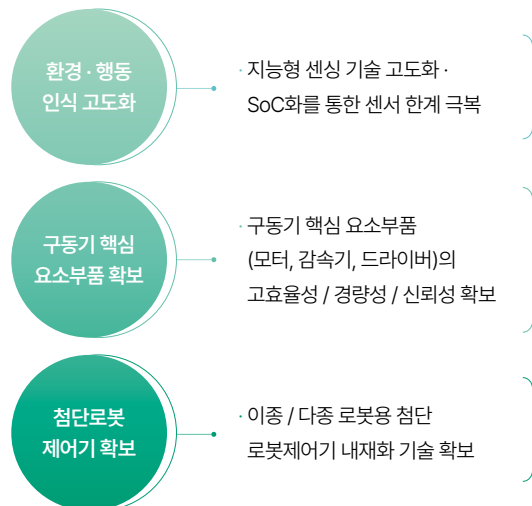 환경 · 행동
인식 고도화
· 지능형 센싱 기술 고도화 ·
SoC화를 통한 센서 한계 극복
구동기 핵심
요소부품 확보
· 구동기 핵심 요소부품
(모터, 감속기, 드라이버)의
고효율성 / 경량성 / 신뢰성 확보
첨단로봇
제어기 확보
· 이종 / 다종 로봇용 첨단
로봇제어기 내재화 기술 확보